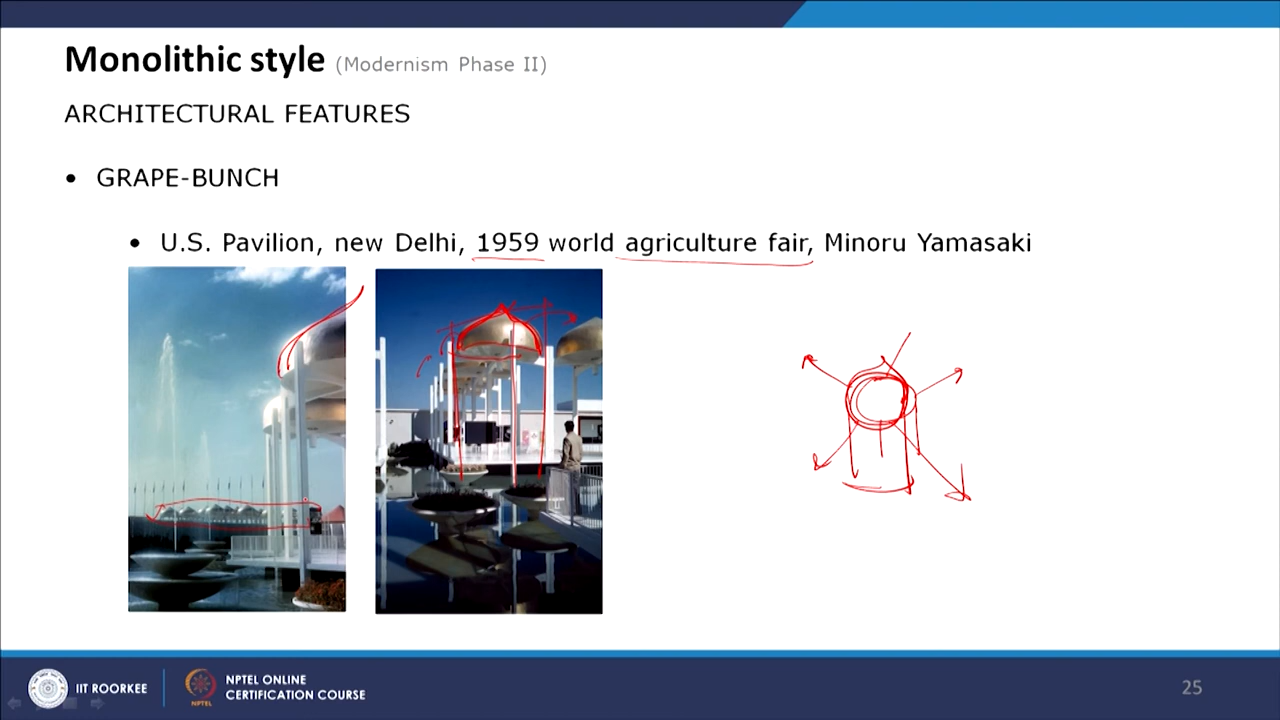 Monolithic style (Modernism Phase II)
ARCHITECTURAL FEATURES
• GRAPE-BUNCH
• U.S. Pavilion, new Delhi, 1959 world agriculture fair, Minoru Yamasaki
IIT ROORKEE
NPTEL
NPTEL ONLINE
CERTIFICATION COURSE
25